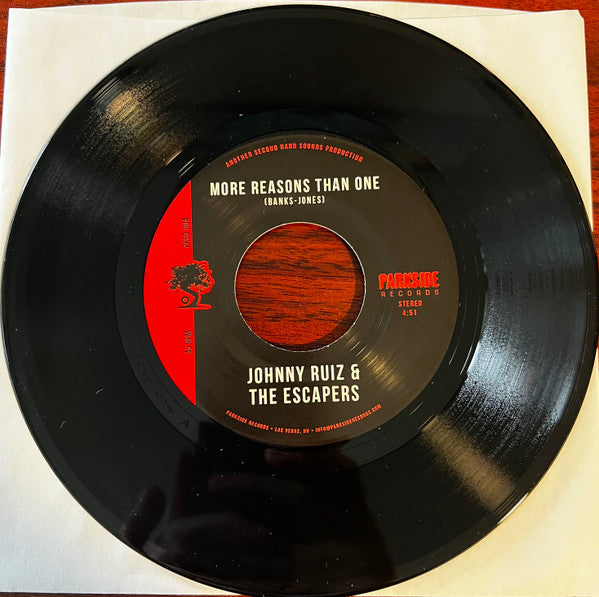 ANOTHER SECOND HAND SOUNDS PRODUCTION
MORE REASONS THAN ONE
(BANKS-JONES)
PARKSIDE
RECORDS
STEREO
4:51
JOHNNY RUIZ &
THE ESCAPERS
PARKSIDE RECORDS • LAS VEGAS, NV • INFO@PARKSIDERECORDS.COM